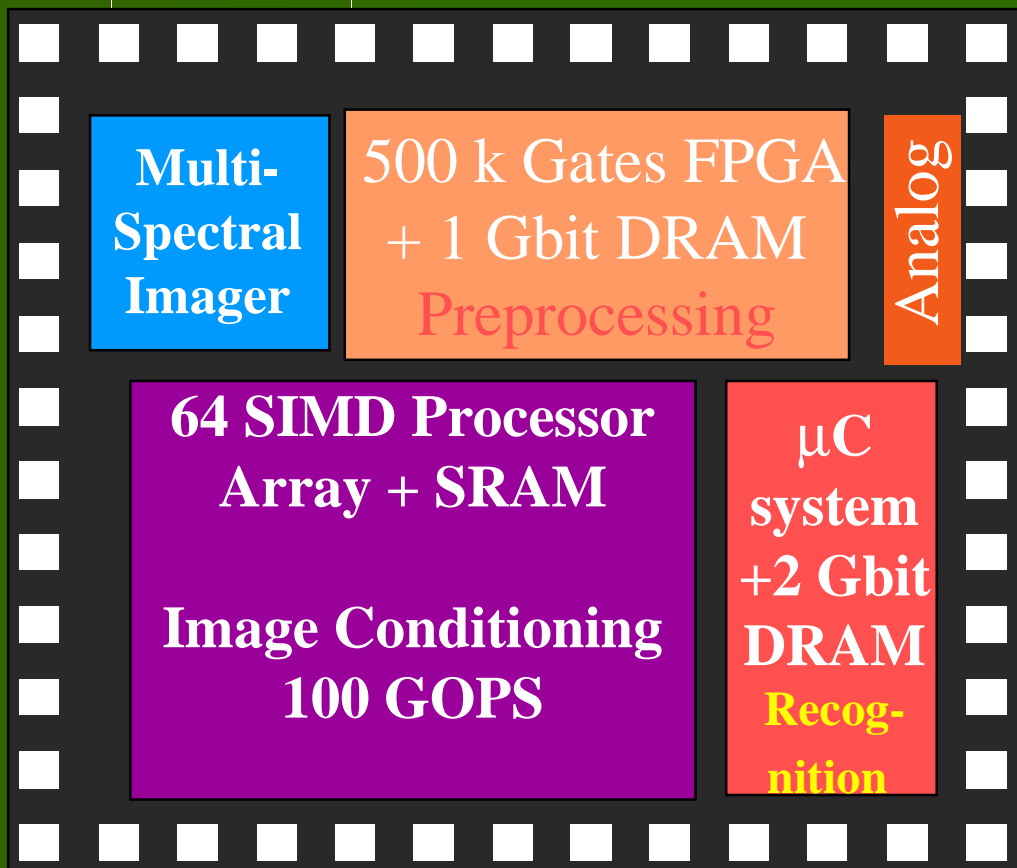 Multi-
Spectral
Imager
500 k Gates FPGA
+ 1 Gbit DRAM
Preprocessing
Analog
64 SIMD Processor
Array + SRAM
Image Conditioning
100 GOPS
µC
system
+2 Gbit
DRAM
Recog-
nition